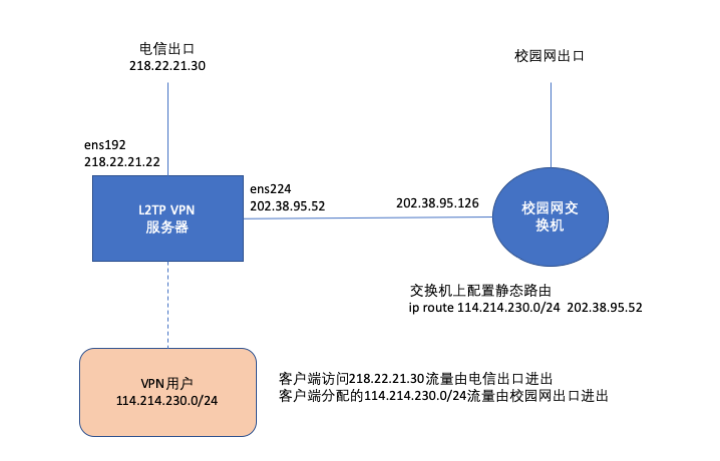 电信出口
218.22.21.30
校园网出口
ens192
218.22.21.22
L2TP VPN
服务器
ens224
202.38.95.52
202.38.95.126
校园网交
换机
交换机上配置静态路由
ip route 114.214.230.0/24 202.38.95.52
VPN用户
114.214.230.0/24
客户端访问218.22.21.30流量由电信出口进出
客户端分配的114.214.230.0/24流量由校园网出口进出